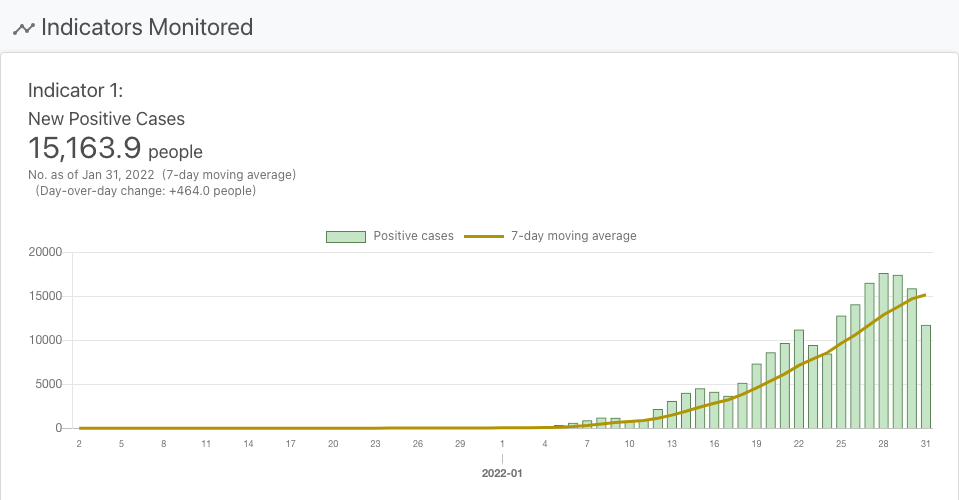 Indicators Monitored
Indicator 1:
New Positive Cases
15,163.9 people
No. as of Jan 31, 2022 (7-day moving average)
(Day-over-day change: +464.0 people)
Positive cases 7-day moving average
20000
15000
10000
5000
0
2 5 8 11 14 17 20 23 26 29 1 4 7 10 13 16 19 22 25 28 31
2022-01